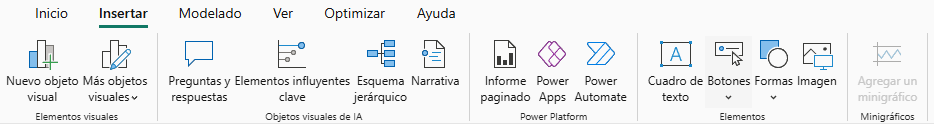 Inicio Insertar Modelado Ver Optimizar Ayuda
Nuevo objeto Más objetos Preguntas y Elementos influyentes Esquema Narrativa Informe Power Power Cuadro de Botones Formas Imagen Agregar un
visual visuales respuestas clave jerárquico paginado Apps Automate texto minigráfico
Elementos visuales Objetos visuales de IA Power Platform Elementos Minigráficos